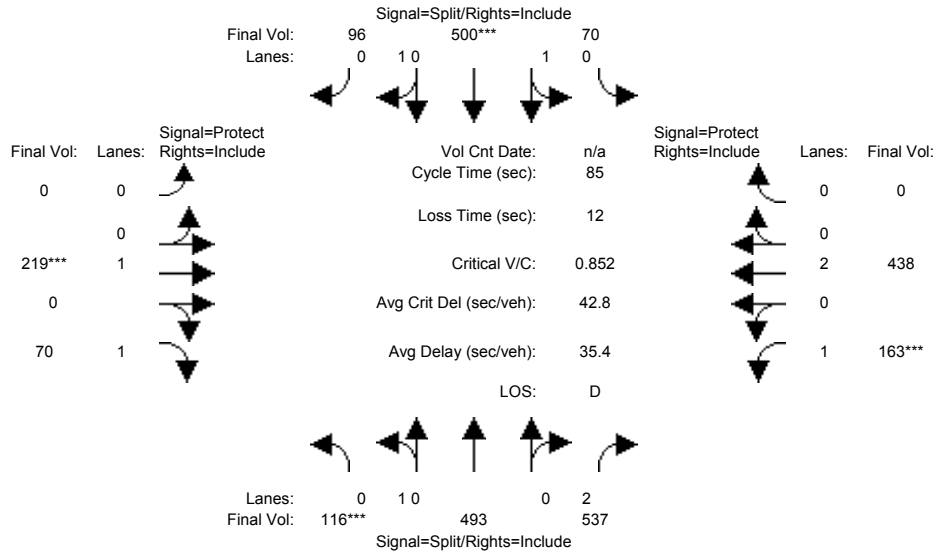 Signal=Split/Rights=Include
Final Vol: 96 500*** 70
Lanes: 0 1 0 1 0
Signal=Protect
Final Vol: Lanes: Rights=Include
Vol Cnt Date: n/a
Signal=Protect
Rights=Include Lanes: Final Vol:
Cycle Time (sec): 85
0 0
0 0
Loss Time (sec): 12
0
0
219*** 1
Critical V/C: 0.852
2 438
0
Avg Crit Del (sec/veh): 42.8
0
70 1
Avg Delay (sec/veh): 35.4
1 163***
LOS: D
Lanes: 0 1 0 0 2
Final Vol: 116*** 493 537
Signal=Split/Rights=Include